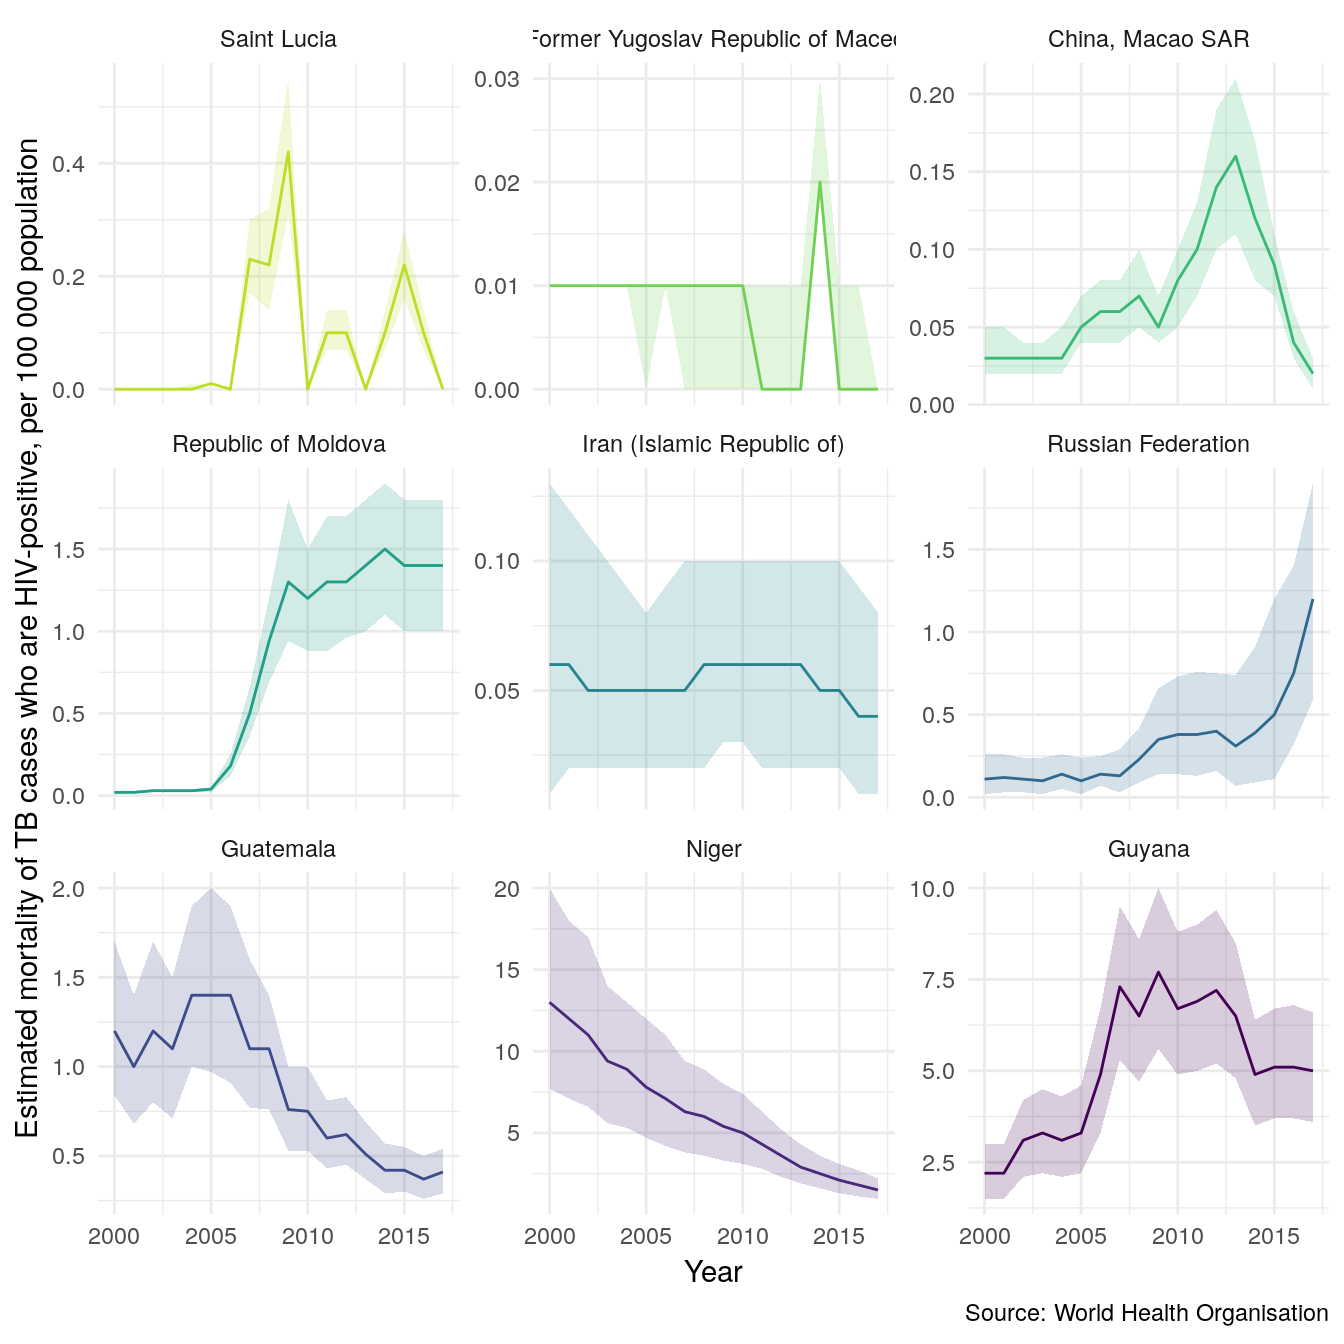 Saint Lucia
Former Yugoslav Republic of Mace
China, Macao SAR
0.4
0.2
0.0
0.03
0.02
0.01
0.00
0.20
0.15
0.10
0.05
0.00
Estimated mortality of TB cases who are HIV-positive, per 100 000 population
Republic of Moldova
Iran (Islamic Republic of)
Russian Federation
1.5
1.0
0.5
0.0
0.10
0.05
1.5
1.0
0.5
0.0
Guatemala
Niger
Guyana
2.0
1.5
1.0
0.5
20
15
10
5
10.0
7.5
5.0
2.5
2000 2005 2010 2015
2000 2005 2010 2015
2000 2005 2010 2015
Year
Source: World Health Organisation